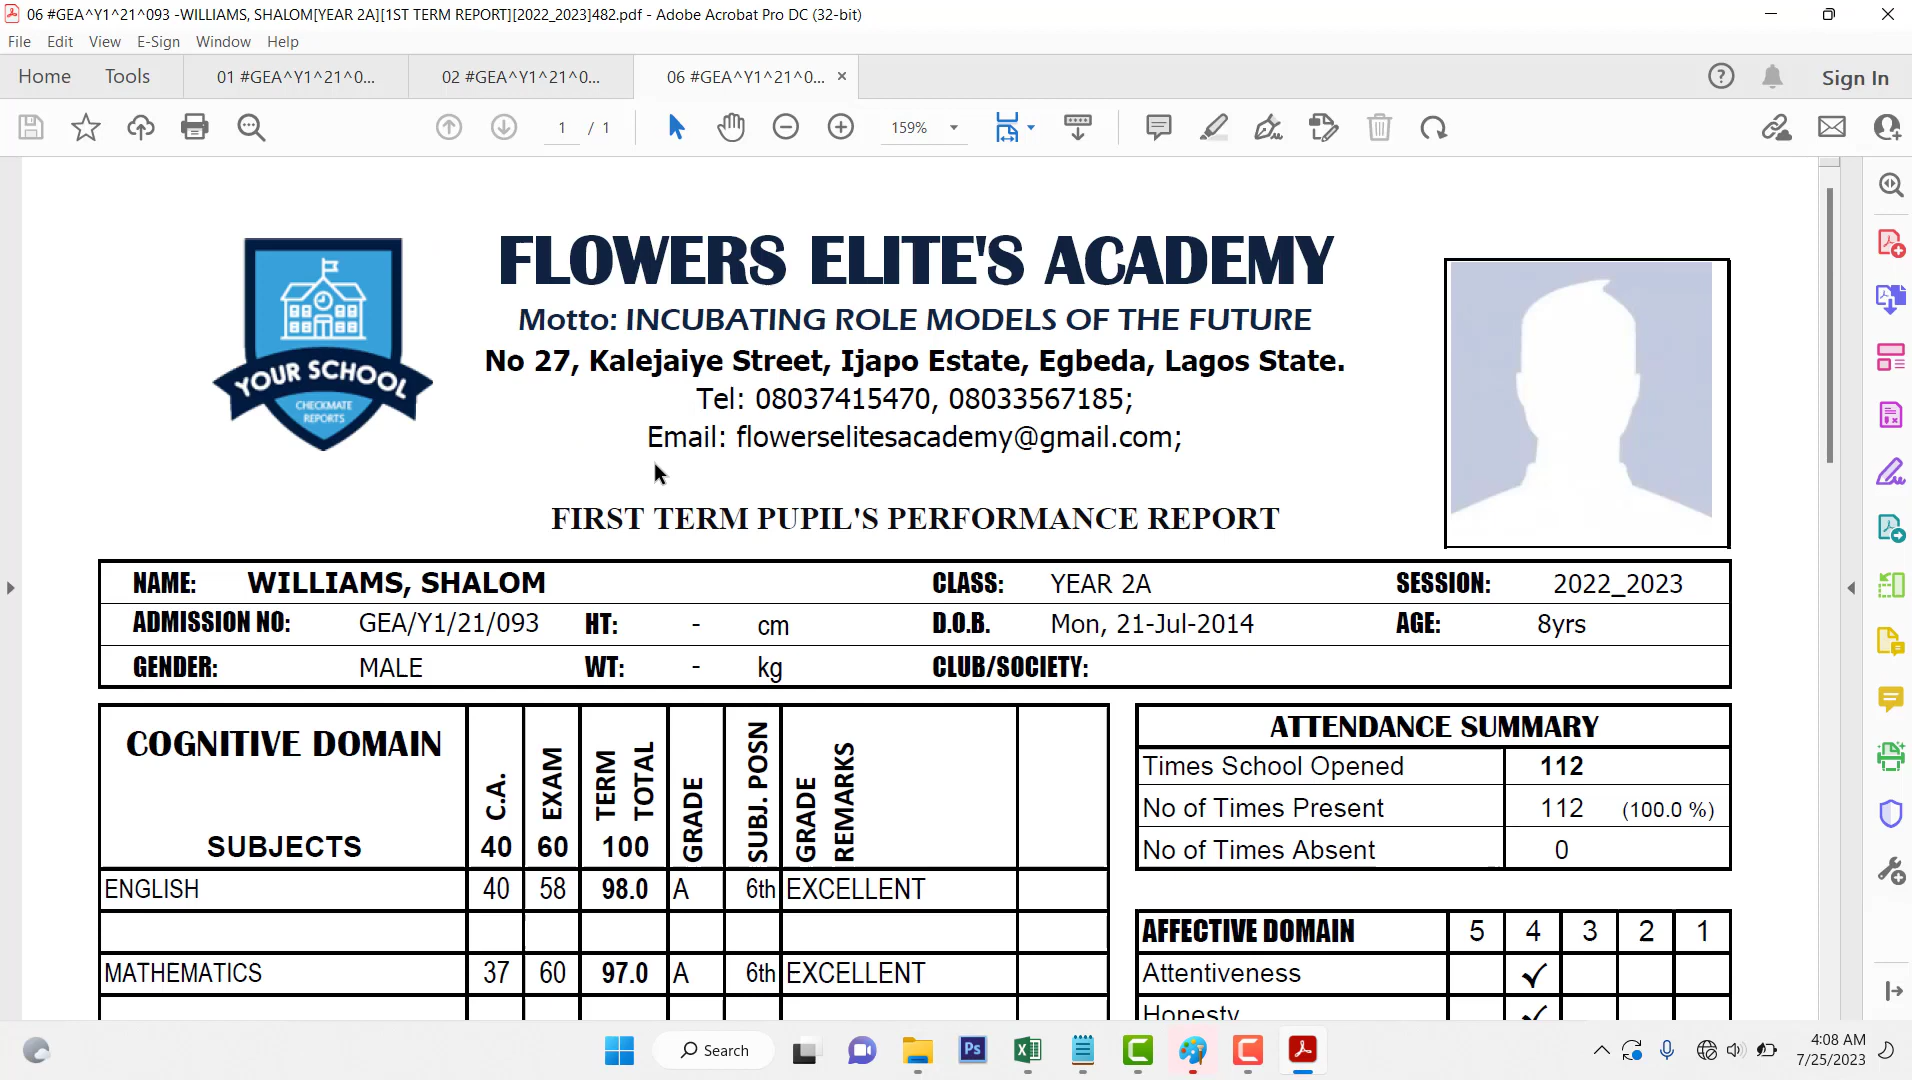 06 #GEA^Y1^21^093 -WILLIAMS, SHALOM[YEAR 2A][1ST TERM REPORT][2022_2023]482.pdf - Adobe Acrobat Pro DC (32-bit)
File Edit View E-Sign Window Help
Home Tools 01 #GEA^Y1^21^0... 02 #GEA^Y1^21^0... 06 #GEA^Y1^21^0... × Sign In
1 / 1 159%
YOUR SCHOOL
CHECKMATE
REPORTS
FLOWERS ELITE'S ACADEMY
Motto: INCUBATING ROLE MODELS OF THE FUTURE
No 27, Kalejaiye Street, Ijapo Estate, Egbeda, Lagos State.
Tel: 08037415470, 08033567185;
Email: flowerselitesacademy@gmail.com;
FIRST TERM PUPIL'S PERFORMANCE REPORT
NAME: WILLIAMS, SHALOM CLASS: YEAR 2A SESSION: 2022_2023
ADMISSION NO: GEA/Y1/21/093 HT: - cm D.O.B. Mon, 21-Jul-2014 AGE: 8yrs
GENDER: MALE WT: - kg CLUB/SOCIETY:
COGNITIVE DOMAIN
SUBJECTS
C.A. 40
EXAM 60
TERM TOTAL 100
GRADE
SUBJ. POSN
GRADE REMARKS
ENGLISH 40 58 98.0 A 6th EXCELLENT
MATHEMATICS 37 60 97.0 A 6th EXCELLENT
ATTENDANCE SUMMARY
Times School Opened 112
No of Times Present 112 (100.0 %)
No of Times Absent 0
AFFECTIVE DOMAIN 5 4 3 2 1
Attentiveness ✓
Honesty ✓
Ps Search
4:08 AM
7/25/2023